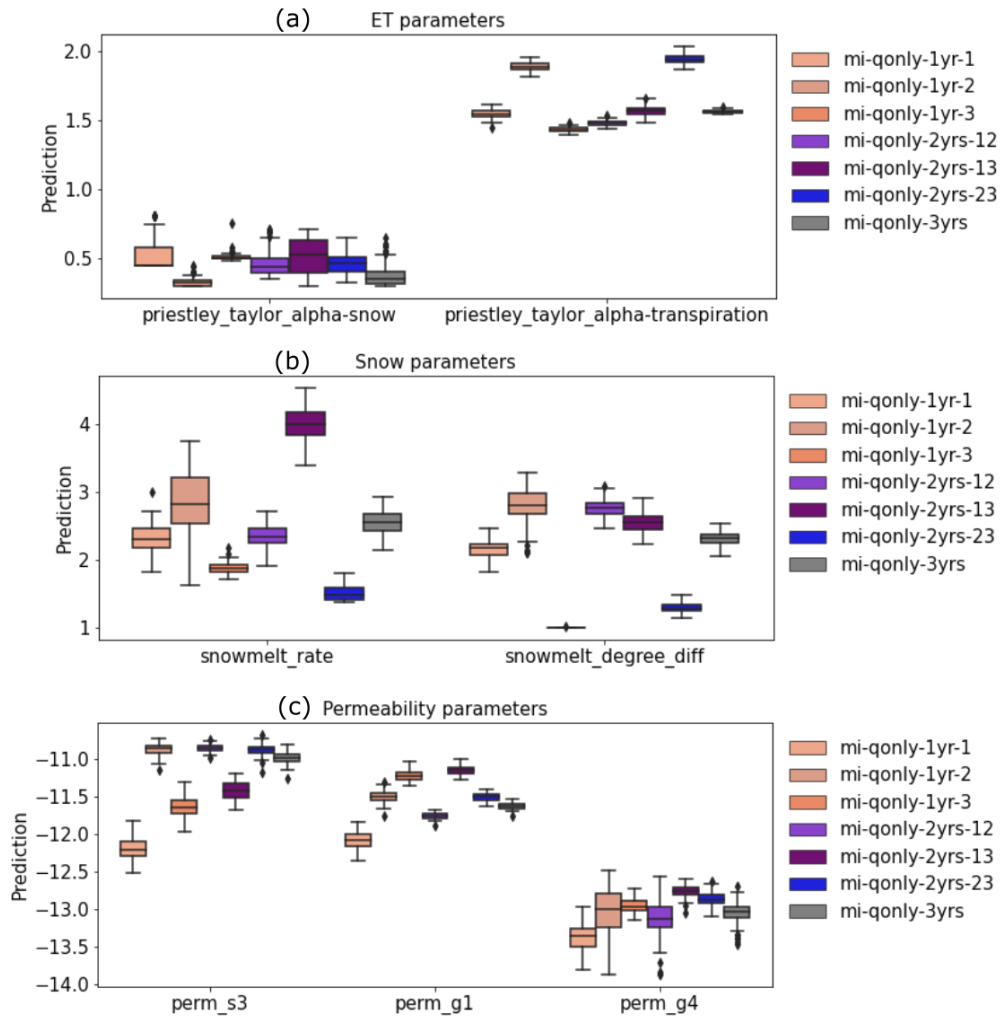 (a) ET parameters
Prediction
2.0
1.5
1.0
0.5
priestley_taylor_alpha-snow priestley_taylor_alpha-transpiration
mi-qonly-1yr-1
mi-qonly-1yr-2
mi-qonly-1yr-3
mi-qonly-2yrs-12
mi-qonly-2yrs-13
mi-qonly-2yrs-23
mi-qonly-3yrs
(b) Snow parameters
Prediction
4
3
2
1
snowmelt_rate snowmelt_degree_diff
mi-qonly-1yr-1
mi-qonly-1yr-2
mi-qonly-1yr-3
mi-qonly-2yrs-12
mi-qonly-2yrs-13
mi-qonly-2yrs-23
mi-qonly-3yrs
(c) Permeability parameters
Prediction
−11.0
−11.5
−12.0
−12.5
−13.0
−13.5
−14.0
perm_s3 perm_g1 perm_g4
mi-qonly-1yr-1
mi-qonly-1yr-2
mi-qonly-1yr-3
mi-qonly-2yrs-12
mi-qonly-2yrs-13
mi-qonly-2yrs-23
mi-qonly-3yrs